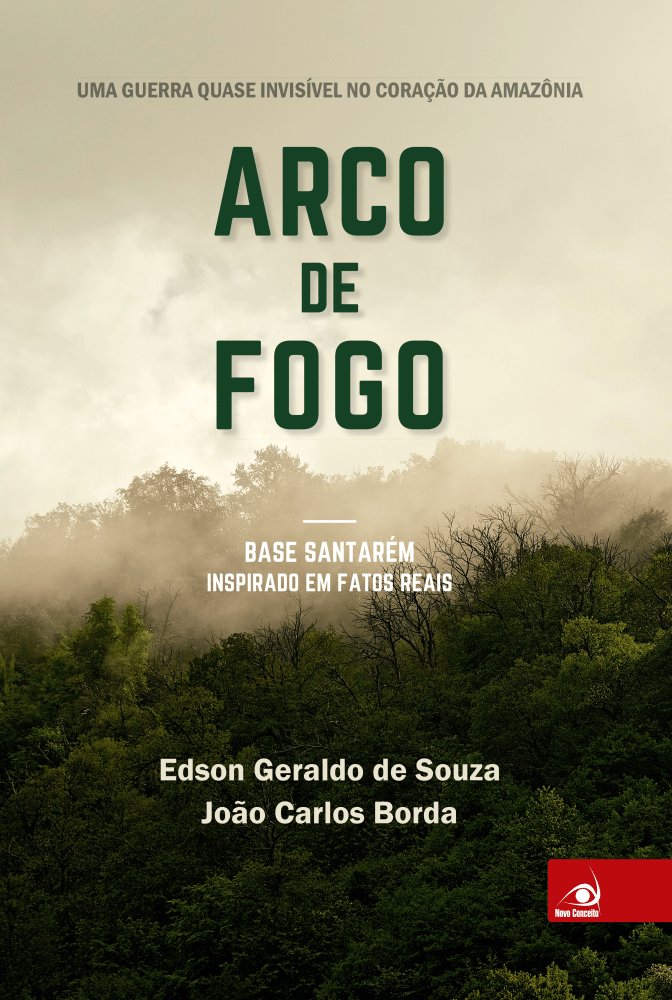 UMA GUERRA QUASE INVISÍVEL NO CORAÇÃO DA AMAZÔNIA
ARCO
DE
FOGO
BASE SANTARÉM
INSPIRADO EM FATOS REAIS
Edson Geraldo de Souza
João Carlos Borda
Novo Conceito